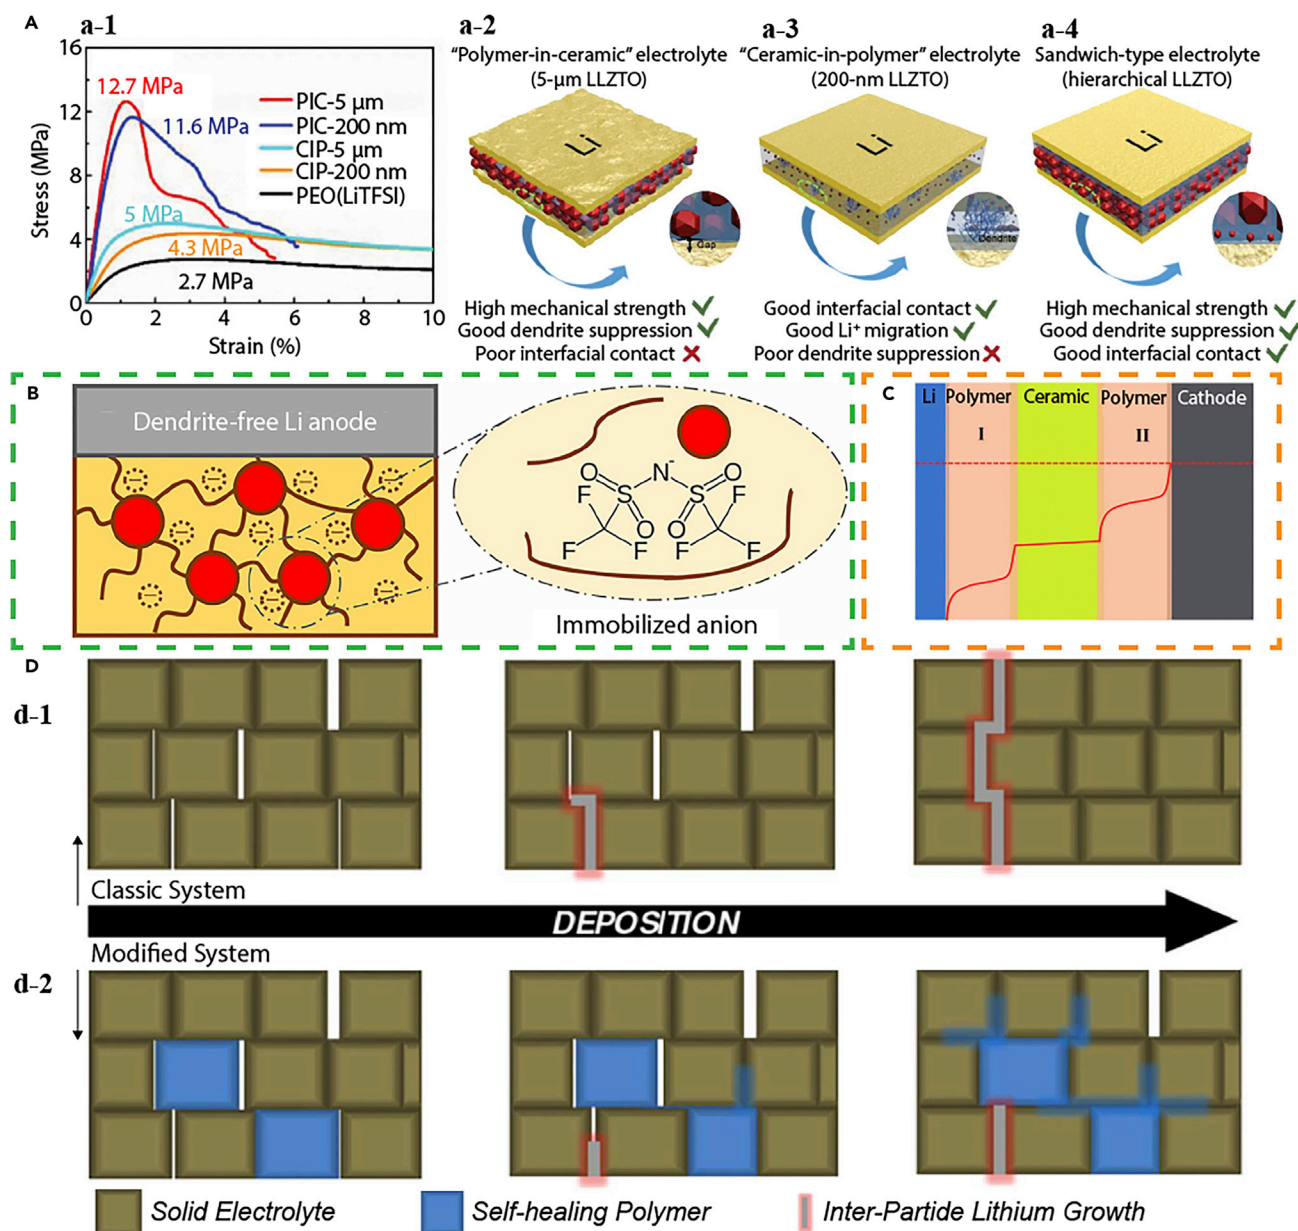 A
a-1
16
12
8
4
0
0
2
4
6
8
10
Stress (MPa)
Strain (%)
12.7 MPa
11.6 MPa
5 MPa
4.3 MPa
2.7 MPa
PIC-5 μm
PIC-200 nm
CIP-5 μm
CIP-200 nm
PEO(LiTFSI)
a-2
"Polymer-in-ceramic" electrolyte
(5-μm LLZTO)
Li
Gap
High mechanical strength ✓
Good dendrite suppression ✓
Poor interfacial contact ✗
a-3
"Ceramic-in-polymer" electrolyte
(200-nm LLZTO)
Li
Dendrite
Good interfacial contact ✓
Good Li⁺ migration ✓
Poor dendrite suppression ✗
a-4
Sandwich-type electrolyte
(hierarchical LLZTO)
Li
High mechanical strength ✓
Good dendrite suppression ✓
Good interfacial contact ✓
B
Dendrite-free Li anode
O N⁻ O
F S S F
F O O F
F F
Immobilized anion
C
Li Polymer Ceramic Polymer Cathode
I II
D
d-1
Classic System
DEPOSITION
Modified System
d-2
Solid Electrolyte
Self-healing Polymer
Inter-Partide Lithium Growth